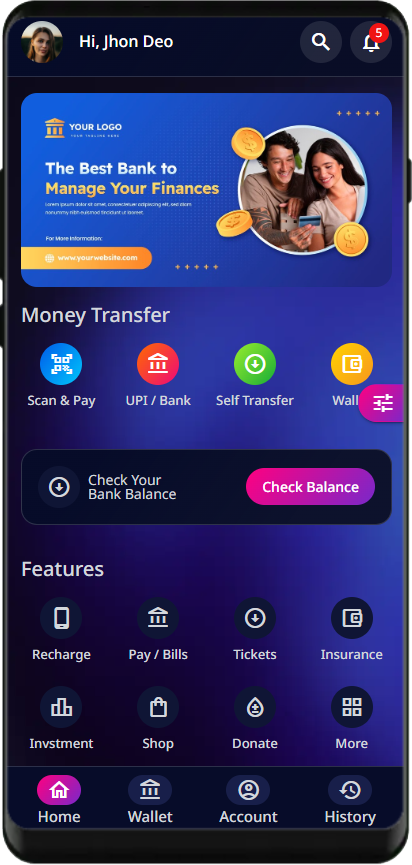 Hi, Jhon Deo
5
YOUR LOGO
YOUR TAGLINE HERE
The Best Bank to
Manage Your Finances
Lorem ipsum dolor sit amet, consectetuer adipiscing elit, sed diam
nonummy nibh euismod tincidunt ut laoreet.
For More Information:
www.yourwebsite.com
Money Transfer
Scan & Pay
UPI / Bank
Self Transfer
Wall
Check Your
Bank Balance
Check Balance
Features
Recharge
Pay / Bills
Tickets
Insurance
Invstment
Shop
Donate
More
Home
Wallet
Account
History